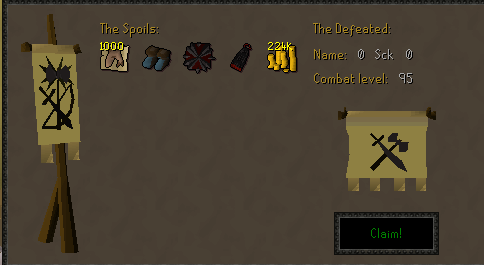 The Spoils:
1000
224K
The Defeated:
Name: 0 Sck 0
Combat level: 95
Claim!